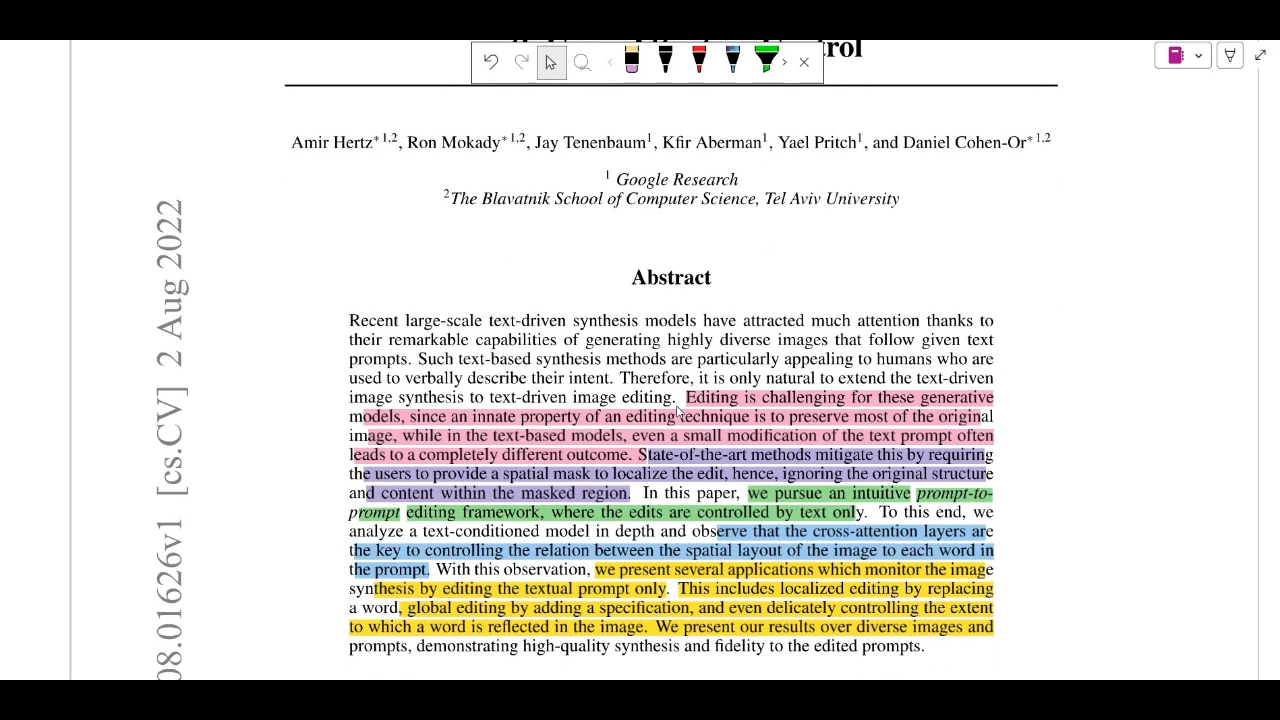 trol
Amir Hertz* 1,2, Ron Mokady* 1,2, Jay Tenenbaum1, Kfir Aberman1, Yael Pritch1, and Daniel Cohen-Or* 1,2
1 Google Research
2The Blavatnik School of Computer Science, Tel Aviv University
08.01626v1 [cs.CV] 2 Aug 2022
Abstract
Recent large-scale text-driven synthesis models have attracted much attention thanks to
their remarkable capabilities of generating highly diverse images that follow given text
prompts. Such text-based synthesis methods are particularly appealing to humans who are
used to verbally describe their intent. Therefore, it is only natural to extend the text-driven
image synthesis to text-driven image editing. Editing is challenging for these generative
models, since an innate property of an editing technique is to preserve most of the original
image, while in the text-based models, even a small modification of the text prompt often
leads to a completely different outcome. State-of-the-art methods mitigate this by requiring
the users to provide a spatial mask to localize the edit, hence, ignoring the original structure
and content within the masked region. In this paper, we pursue an intuitive prompt-to-
prompt editing framework, where the edits are controlled by text only. To this end, we
analyze a text-conditioned model in depth and observe that the cross-attention layers are
the key to controlling the relation between the spatial layout of the image to each word in
the prompt. With this observation, we present several applications which monitor the image
synthesis by editing the textual prompt only. This includes localized editing by replacing
a word, global editing by adding a specification, and even delicately controlling the extent
to which a word is reflected in the image. We present our results over diverse images and
prompts, demonstrating high-quality synthesis and fidelity to the edited prompts.